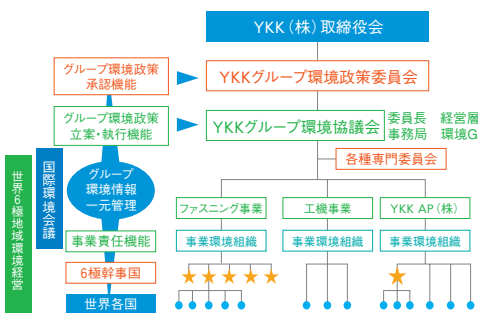 YKK(株)取締役会
グループ環境政策
承認機能
YKKグループ環境政策委員会
グループ環境政策
立案・執行機能
YKKグループ環境協議会
委員長 経営層
事務局 環境G
各種専門委員会
世界6極地域環境経営
国際環境会議
グループ
環境情報
一元管理
ファスニング事業
工機事業
YKK AP(株)
事業責任機能
事業環境組織
事業環境組織
事業環境組織
6極幹事国
世界各国